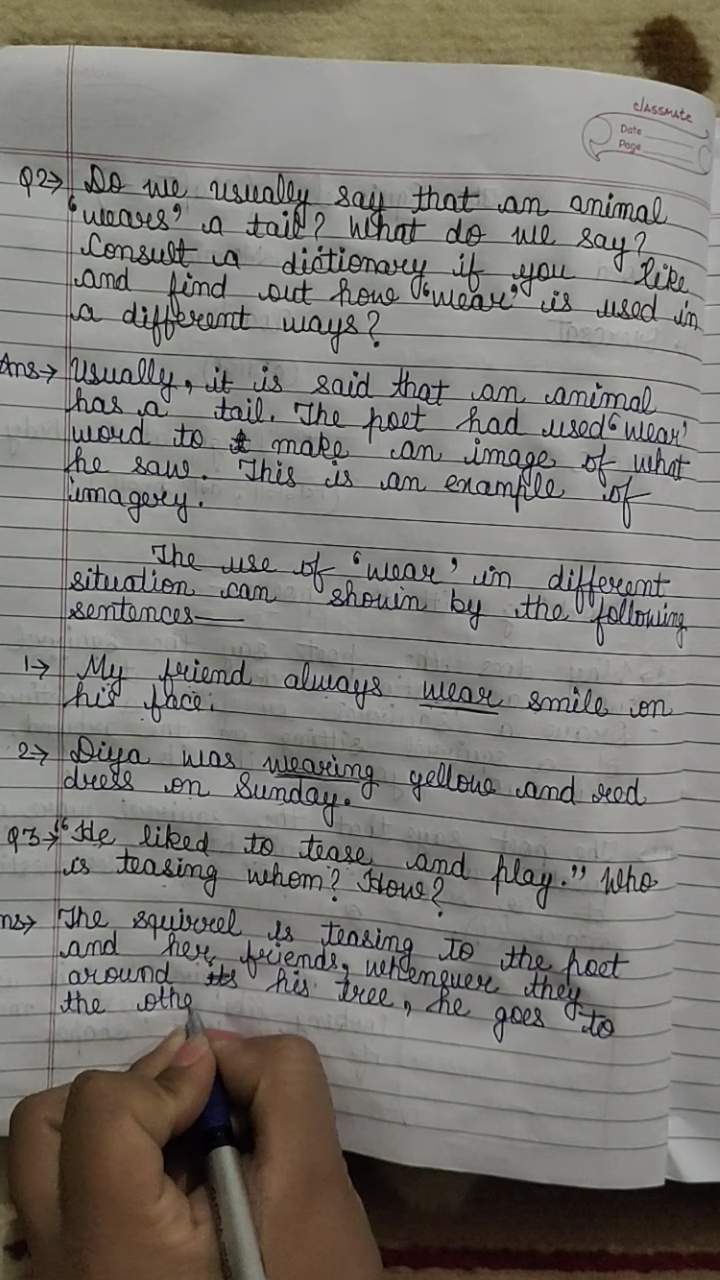 classmate
Date
Page
Q2→ Do we usually say that an animal
'wears' a tail? What do we say?
Consult a dictionary if you like
and find out how 'wear' is used in
a different ways?
Ans→ Usually, it is said that an animal
has a tail. The poet had used 'wear'
word to make an image of what
he saw. This is an example of
imagery.
The use of 'wear' in different
situation can shouin by the following
sentences—
1→ My friend always wear smile on
his face.
2→ Diya was wearing yellow and red
dress on Sunday.
Q3→ "He liked to tease and play." Who
is teasing whom? How?
Ans→ The squirrel is teasing to the poet
and her friends, whenever they
around his tree, he goes to
the othe